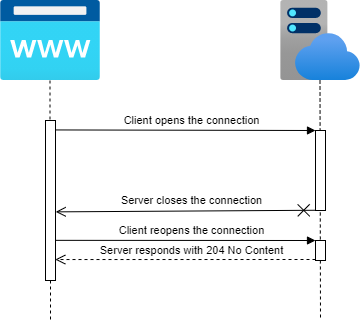 WWW
Client opens the connection
Server closes the connection
Client reopens the connection
Server responds with 204 No Content